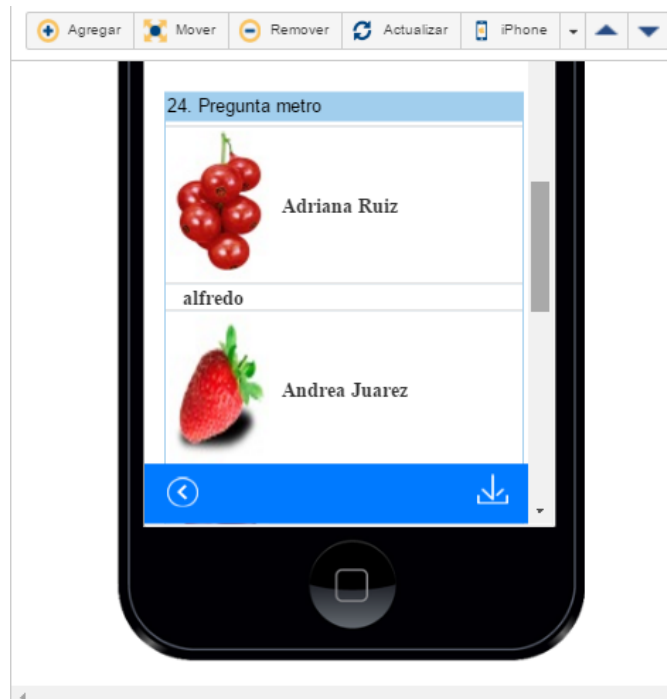 Agregar Mover Remover Actualizar iPhone
24. Pregunta metro
Adriana Ruiz
alfredo
Andrea Juarez